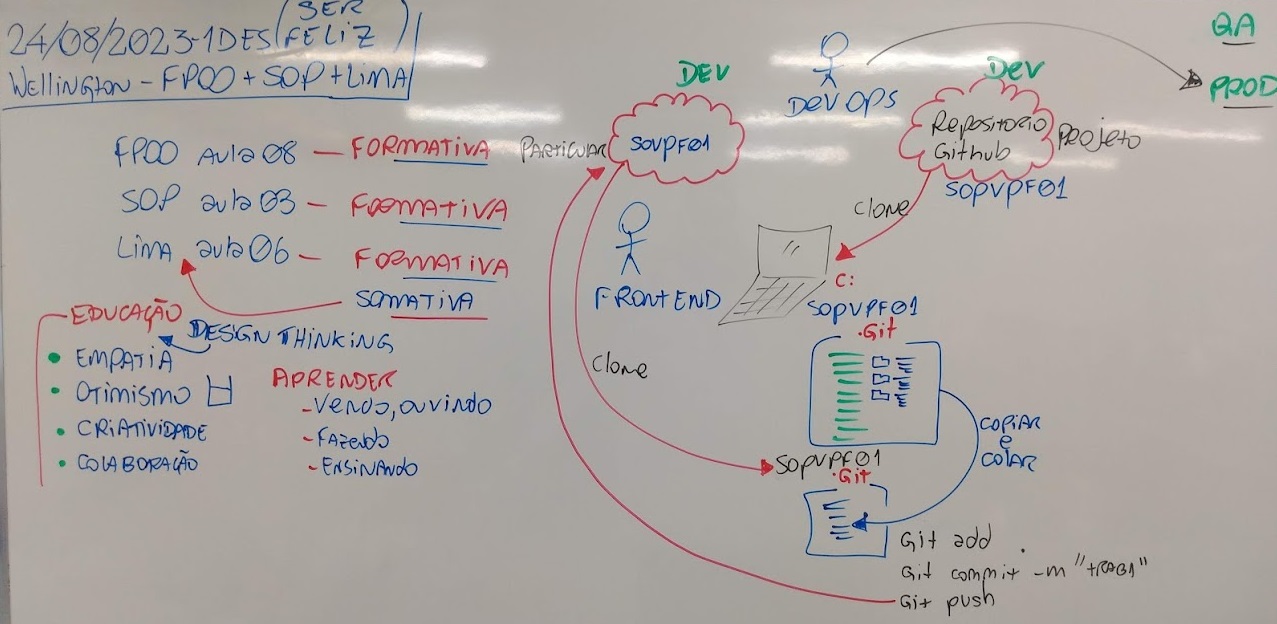 24/08/2023-1DES (SER FELIZ)
WELLINGTON - FPOO + SOP + LIMA
FPOO AULA 08 - FORMATIVA
SOP aula 03 - FORMATIVA
LIMA aula 06 - FORMATIVA
SOMATIVA
EDUCAÇÃO
DESIGN THINKING
• EMPATIA
• OTIMISMO
• CRIATIVIDADE
• COLABORAÇÃO
APRENDER
- VENDO, OUVINDO
- FAZENDO
- ENSINANDO
DEV
PARTICULAR
SOVPF01
FRONTEND
clone
DEVOPS
DEV
Repositorio
Github
PROJETO
SOPVPF01
QA
PROD
clone
C:
SOPVPF01
.Git
COPIAR
e
COLAR
SOPVPF01
.Git
Git add .
Git commit -m "
Git push